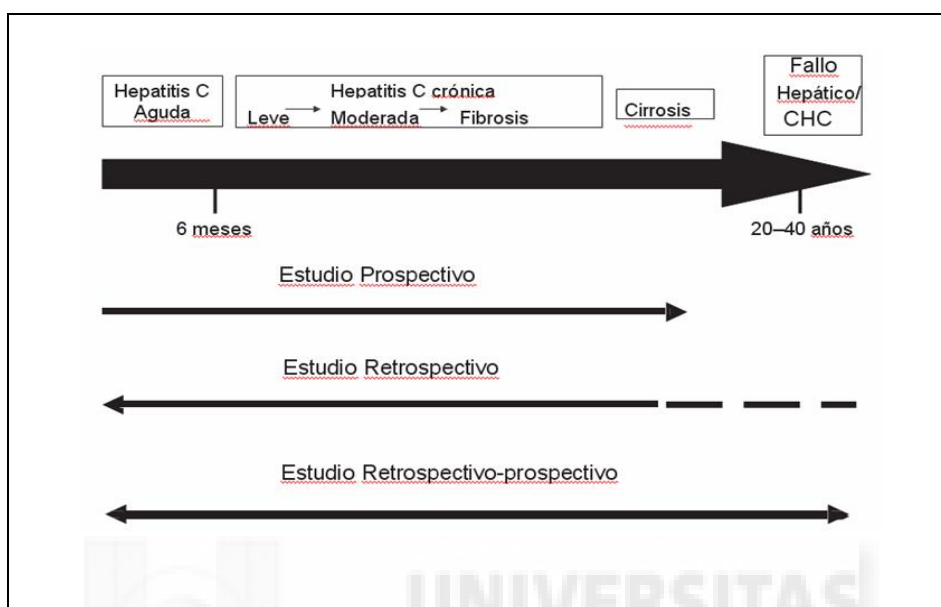 Hepatitis C
Aguda
Hepatitis C crónica
Leve Moderada Fibrosis
Cirrosis
Fallo
Hepático/
CHC
6 meses
20–40 años
Estudio Prospectivo
Estudio Retrospectivo
Estudio Retrospectivo-prospectivo
UNIVERSITAS